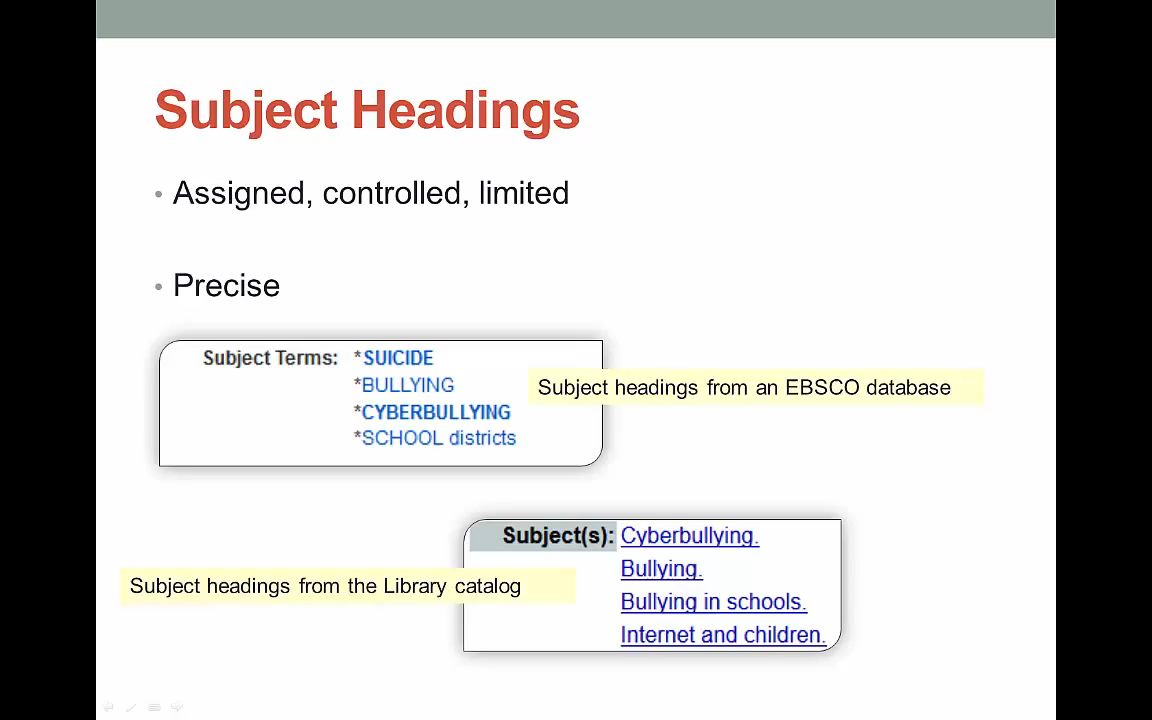 Subject Headings
• Assigned, controlled, limited
• Precise
Subject Terms: *SUICIDE
*BULLYING
Subject headings from an EBSCO database
*CYBERBULLYING
*SCHOOL districts
Subject(s): Cyberbullying.
Bullying.
Subject headings from the Library catalog
Bullying in schools.
Internet and children.